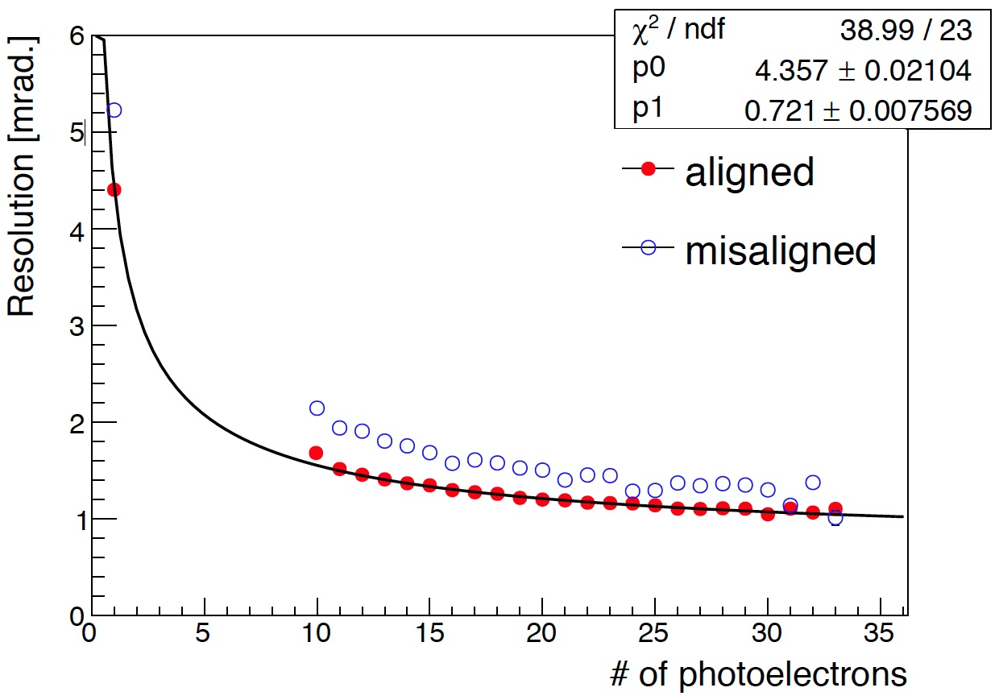 χ² / ndf 38.99 / 23
p0 4.357 ± 0.02104
p1 0.721 ± 0.007569
aligned
misaligned
Resolution [mrad.]
6
5
4
3
2
1
0
0 5 10 15 20 25 30 35
# of photoelectrons